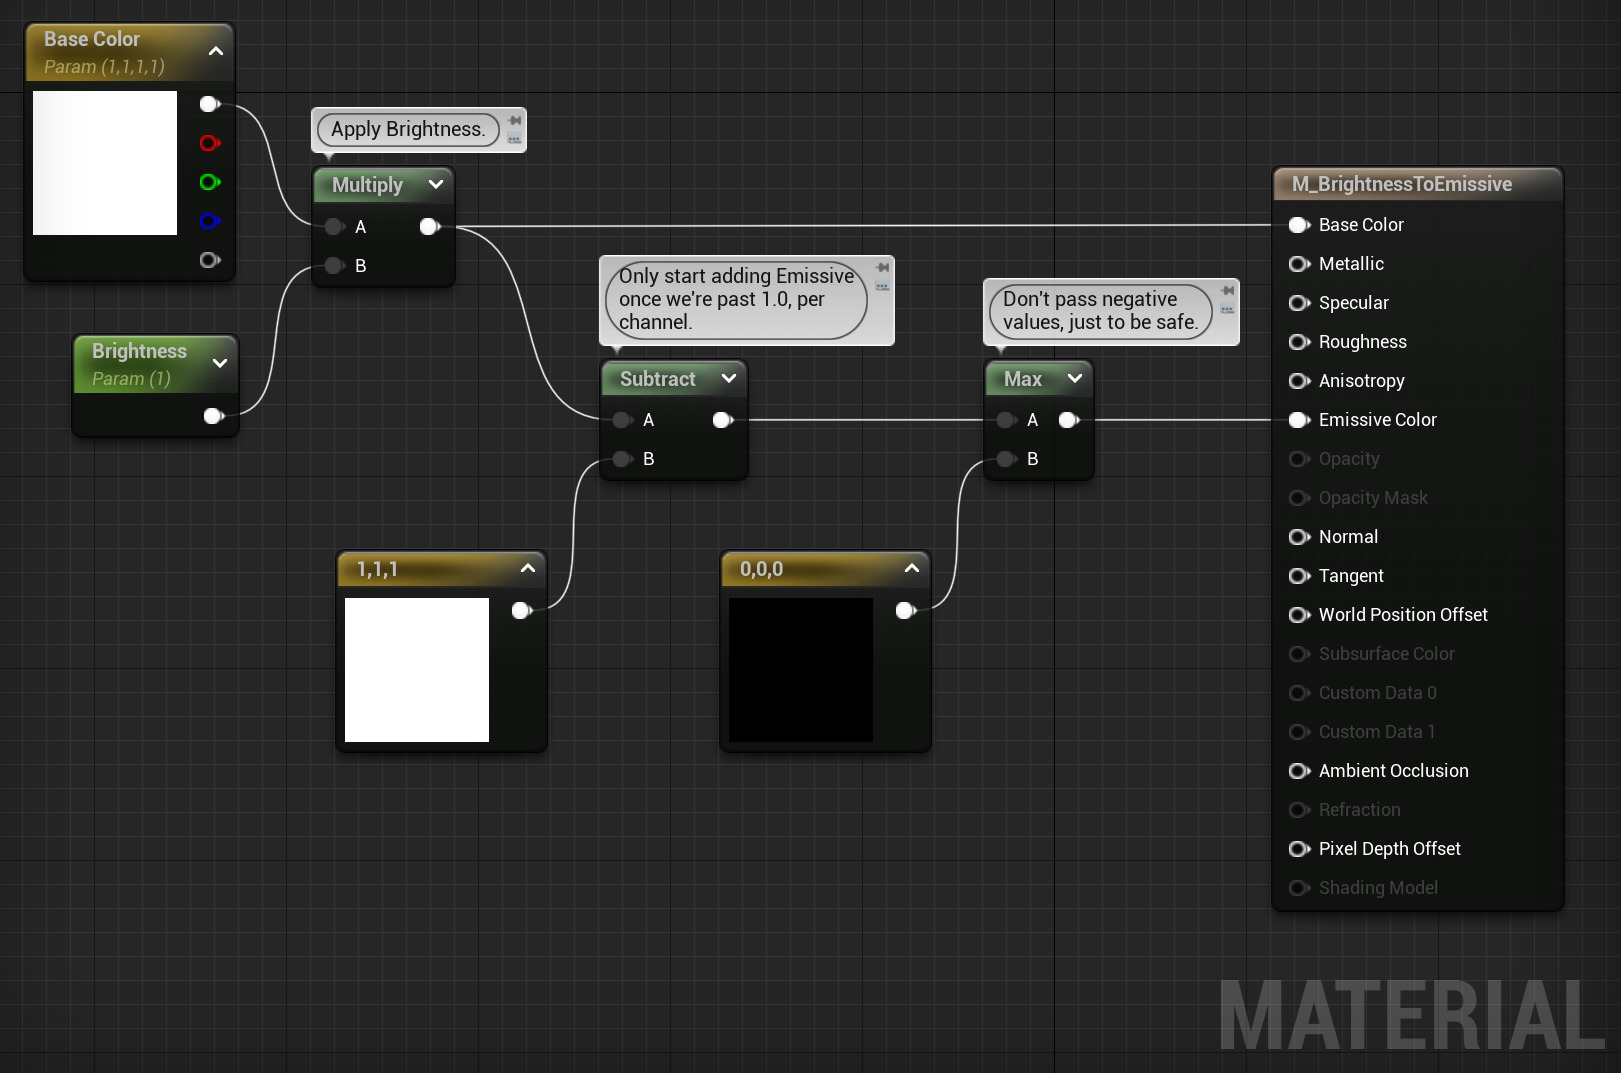 Base Color
Param (1,1,1,1)
Apply Brightness.
Multiply
A
B
Brightness
Param (1)
Only start adding Emissive
once we're past 1.0, per
channel.
Subtract
A
B
Don't pass negative
values, just to be safe.
Max
A
B
1,1,1
0,0,0
M_BrightnessToEmissive
Base Color
Metallic
Specular
Roughness
Anisotropy
Emissive Color
Opacity
Opacity Mask
Normal
Tangent
World Position Offset
Subsurface Color
Custom Data 0
Custom Data 1
Ambient Occlusion
Refraction
Pixel Depth Offset
Shading Model
MATERIAL